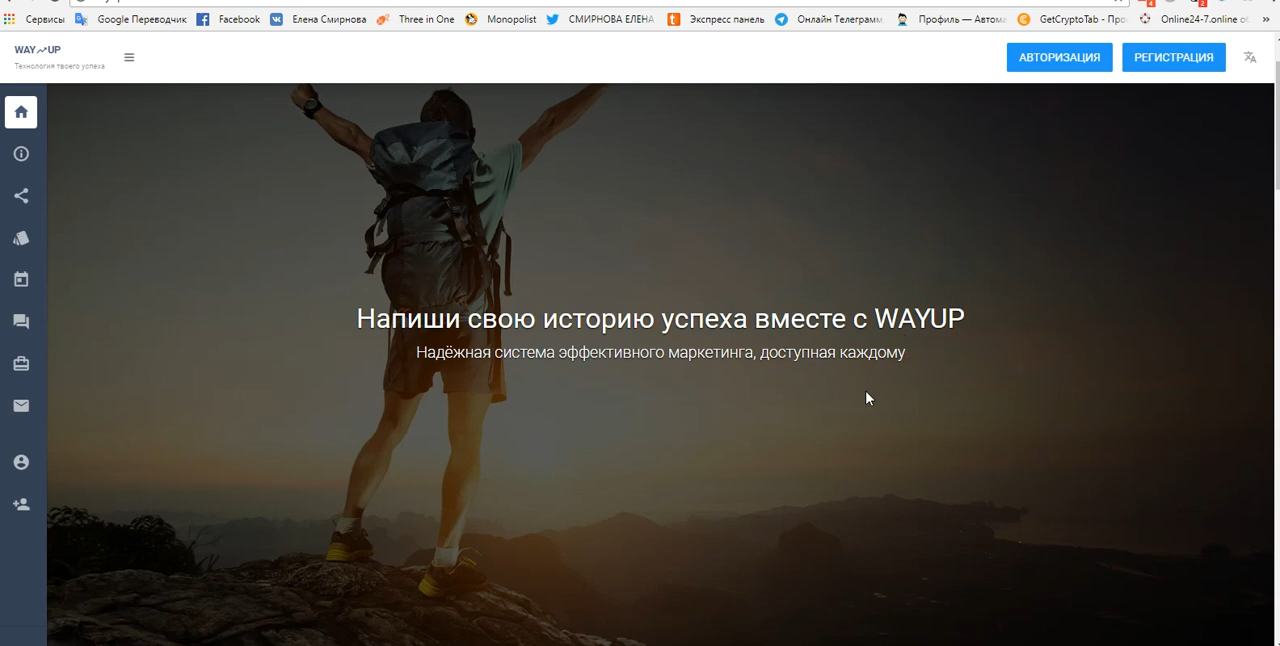 Сервисы Google Переводчик Facebook Елена Смирнова Three in One Monopolist СМИРНОВА ЕЛЕНА Экспресс панель Онлайн Телеграмм Профиль — Автома GetCryptoTab - Про Online24-7.online »
WAY UP
Технология твоего успеха
АВТОРИЗАЦИЯ РЕГИСТРАЦИЯ
Напиши свою историю успеха вместе с WAYUP
Надёжная система эффективного маркетинга, доступная каждому